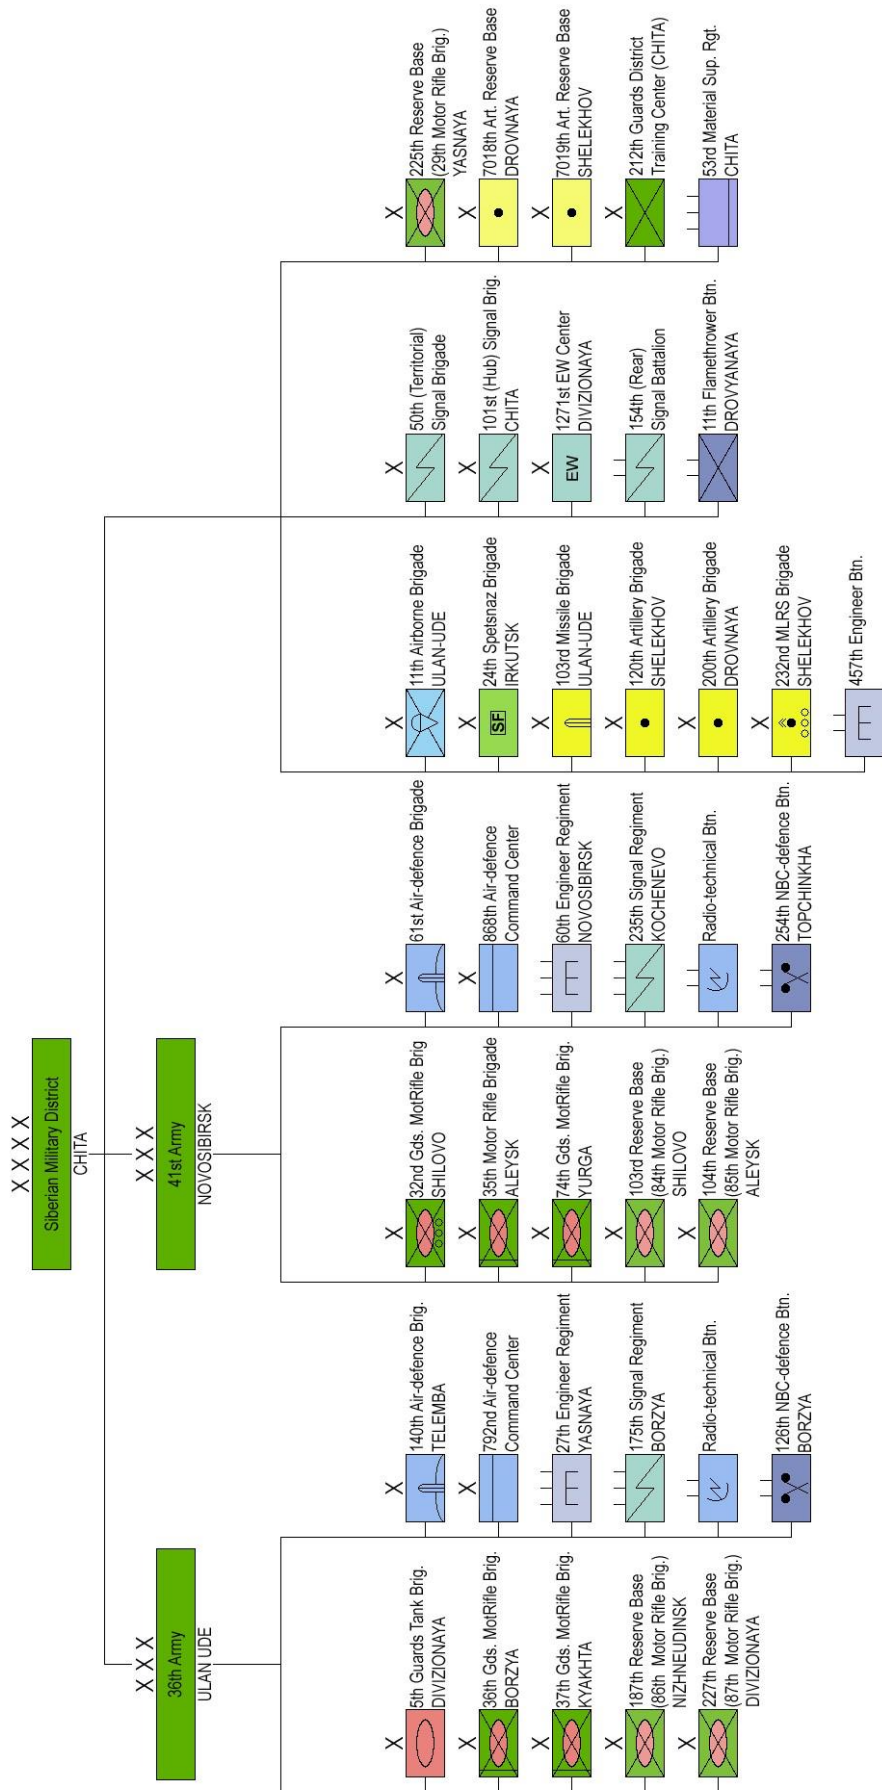 X X X X
Siberian Military District
CHITA
X X X
36th Army
ULAN UDE
X X X
41st Army
NOVOSIBIRSK
X
5th Guards Tank Brig.
DIVIZIONAYA
X
36th Gds. MotRifle Brig.
BORZYA
X
37th Gds. MotRifle Brig.
KYAKHTA
X
187th Reserve Base
(86th Motor Rifle Brig.)
NIZHNEUDINSK
X
227th Reserve Base
(87th Motor Rifle Brig.)
DIVIZIONAYA
X
140th Air-defence Brig.
TELEMBA
X
792nd Air-defence
Command Center
27th Engineer Regiment
YASNAYA
175th Signal Regiment
BORZYA
Radio-technical Btn.
126th NBC-defence Btn.
BORZYA
X
32nd Gds. MotRifle Brig
SHILOVO
X
35th Motor Rifle Brigade
ALEYSK
X
74th Gds. MotRifle Brig.
YURGA
X
103rd Reserve Base
(84th Motor Rifle Brig.)
SHILOVO
X
104th Reserve Base
(85th Motor Rifle Brig.)
ALEYSK
X
61st Air-defence Brigade
X
868th Air-defence
Command Center
60th Engineer Regiment
NOVOSIBIRSK
235th Signal Regiment
KOCHENEVO
Radio-technical Btn.
254th NBC-defence Btn.
TOPCHINKHA
X
11th Airborne Brigade
ULAN-UDE
X
SF
24th Spetsnaz Brigade
IRKUTSK
X
103rd Missile Brigade
ULAN-UDE
X
120th Artillery Brigade
SHELEKHOV
X
200th Artillery Brigade
DROVNAYA
X
232nd MLRS Brigade
SHELEKHOV
457th Engineer Btn.
X
50th (Territorial)
Signal Brigade
X
101st (Hub) Signal Brig.
CHITA
X
EW
1271st EW Center
DIVIZIONAYA
154th (Rear)
Signal Battalion
11th Flamethrower Btn.
DROVYANAYA
X
225th Reserve Base
(29th Motor Rifle Brig.)
YASNAYA
X
7018th Art. Reserve Base
DROVNAYA
X
7019th Art. Reserve Base
SHELEKHOV
X
212th Guards District
Training Center (CHITA)
53rd Material Sup. Rgt.
CHITA